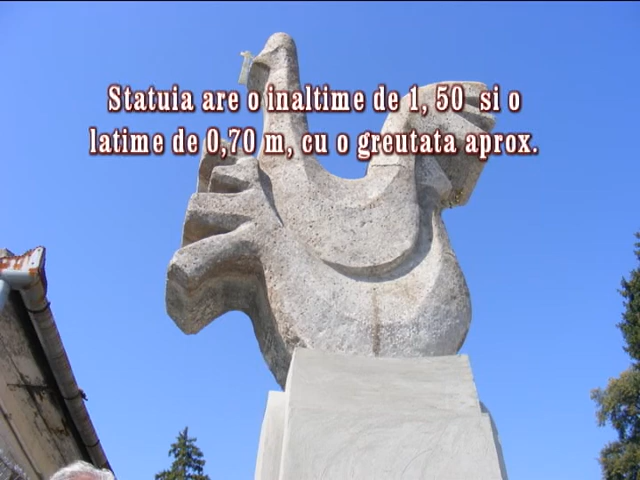 Statuia are o inaltime de 1, 50 si o
latime de 0,70 m, cu o greutata aprox.